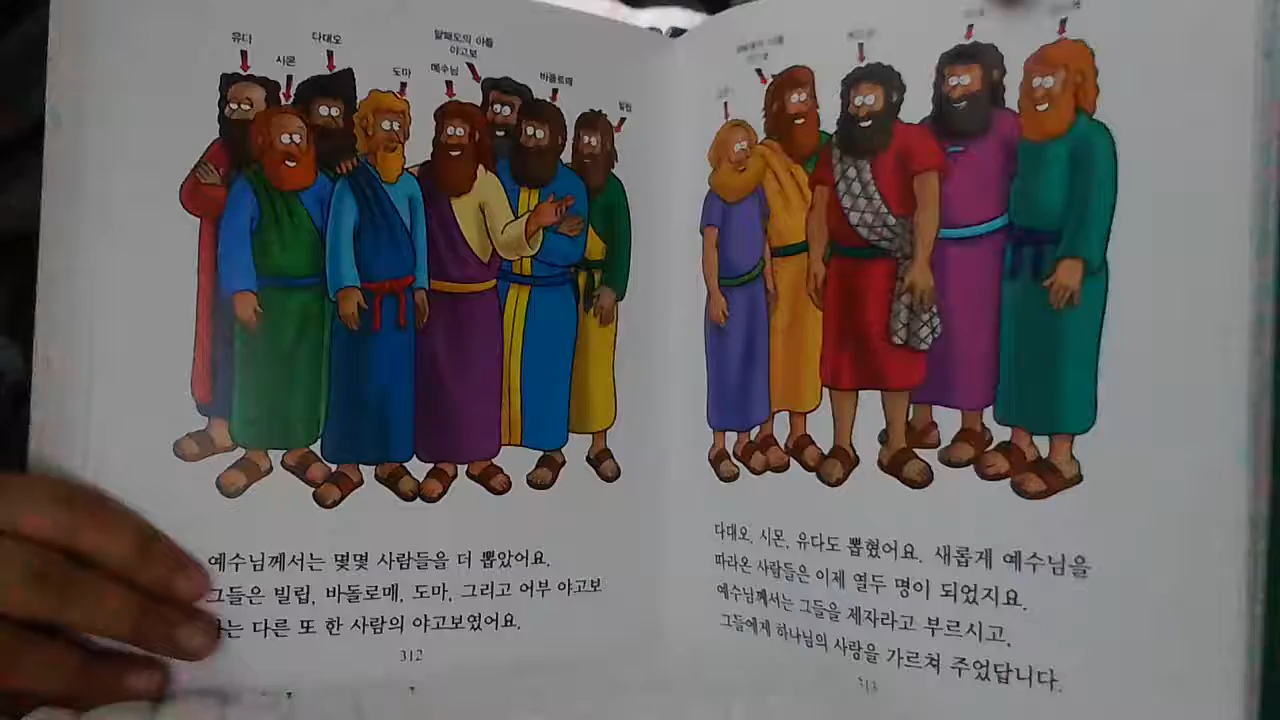 유다
시몬
다대오
도마
예수님
알패오의 아들
야고보
바돌로매
빌립
예수님께서는 몇몇 사람들을 더 뽑았어요.
그들은 빌립, 바돌로매, 도마, 그리고 어부 야고보
다른 또 한 사람의 야고보였어요.
312
다대오, 시몬, 유다도 뽑혔어요. 새롭게 예수님을
따라온 사람들은 이제 열두 명이 되었지요.
예수님께서는 그들을 제자라고 부르시고,
그들에게 하나님의 사랑을 가르쳐 주었답니다.